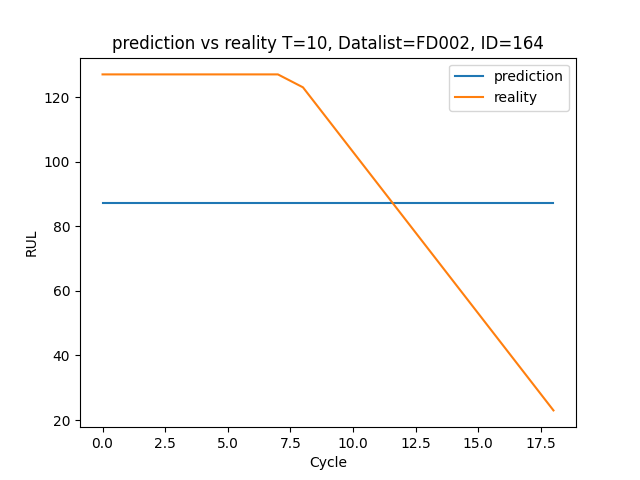 prediction vs reality T=10, Datalist=FD002, ID=164
prediction
reality
120
100
80
60
40
20
RUL
0.0 2.5 5.0 7.5 10.0 12.5 15.0 17.5
Cycle